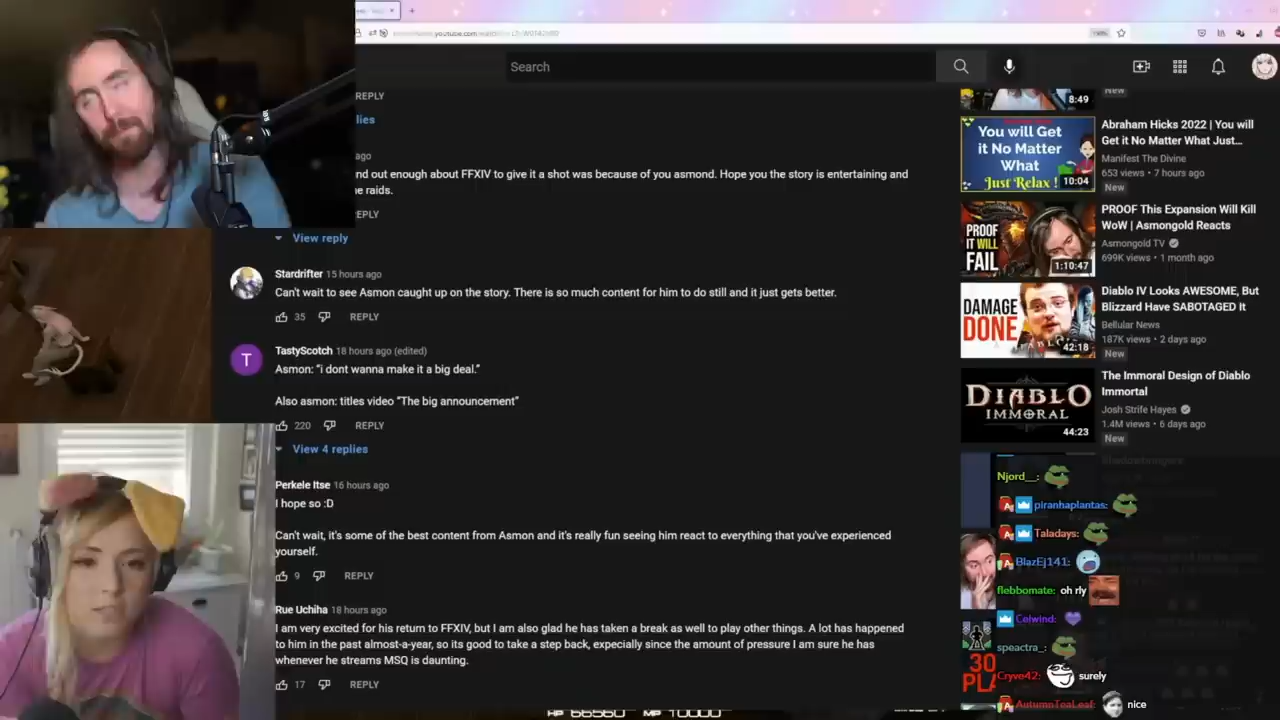 Search
REPLY
lies
ago
nd out enough about FFXIV to give it a shot was because of you asmond. Hope you the story is entertaining and
he raids.
REPLY
View reply
Stardrifter 15 hours ago
Can't wait to see Asmon caught up on the story. There is so much content for him to do still and it just gets better.
35 REPLY
T
TastyScotch 18 hours ago (edited)
Asmon: "i dont wanna make it a big deal."
Also asmon: titles video "The big announcement"
220 REPLY
View 4 replies
Perkele Itse 16 hours ago
I hope so :D
Can't wait, it's some of the best content from Asmon and it's really fun seeing him react to everything that you've experienced
yourself.
9 REPLY
Rue Uchiha 18 hours ago
I am very excited for his return to FFXIV, but I am also glad he has taken a break as well to play other things. A lot has happened
to him in the past almost-a-year, so its good to take a step back, expecially since the amount of pressure I am sure he has
whenever he streams MSQ is daunting.
17 REPLY
8:49
New
You will Get
it No Matter
What
Just Relax !
10:04
Abraham Hicks 2022 | You will
Get it No Matter What Just...
Manifest The Divine
653 views • 7 hours ago
New
PROOF
IT WILL
FAIL
1:10:47
PROOF This Expansion Will Kill
WoW | Asmongold Reacts
Asmongold TV
699K views • 1 month ago
DAMAGE
DONE
42:18
Diablo IV Looks AWESOME, But
Blizzard Have SABOTAGED It
Bellular News
187K views • 2 days ago
New
DIABLO
IMMORAL
44:23
The Immoral Design of Diablo
Immortal
Josh Strife Hayes
1.4M views • 6 days ago
New
Njord__:
piranhaplantas:
Taladays:
BlazEj141:
flebbomate: oh rly
Celwind:
speactra_:
30
PLA
Cryve42: surely
AutumnTeaLeaf: nice
HP 66560 MP 10000